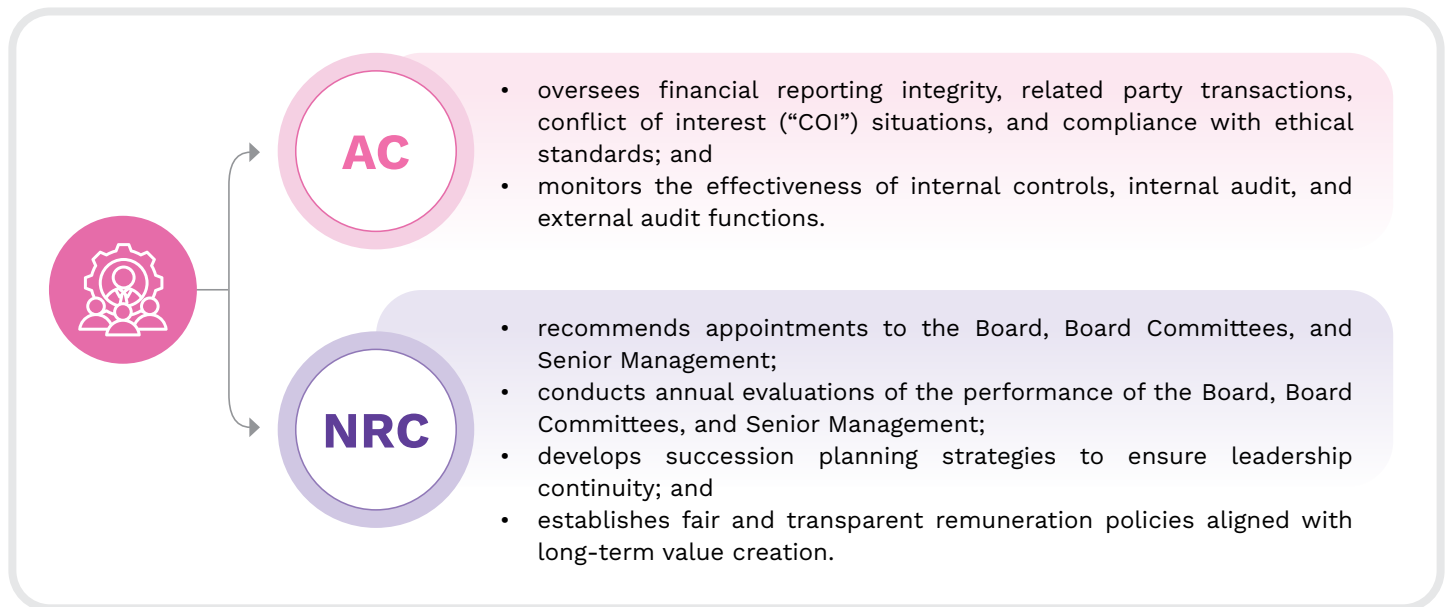 AC
• oversees financial reporting integrity, related party transactions,
conflict of interest (“COI”) situations, and compliance with ethical
standards; and
• monitors the effectiveness of internal controls, internal audit, and
external audit functions.
NRC
• recommends appointments to the Board, Board Committees, and
Senior Management;
• conducts annual evaluations of the performance of the Board, Board
Committees, and Senior Management;
• develops succession planning strategies to ensure leadership
continuity; and
• establishes fair and transparent remuneration policies aligned with
long-term value creation.